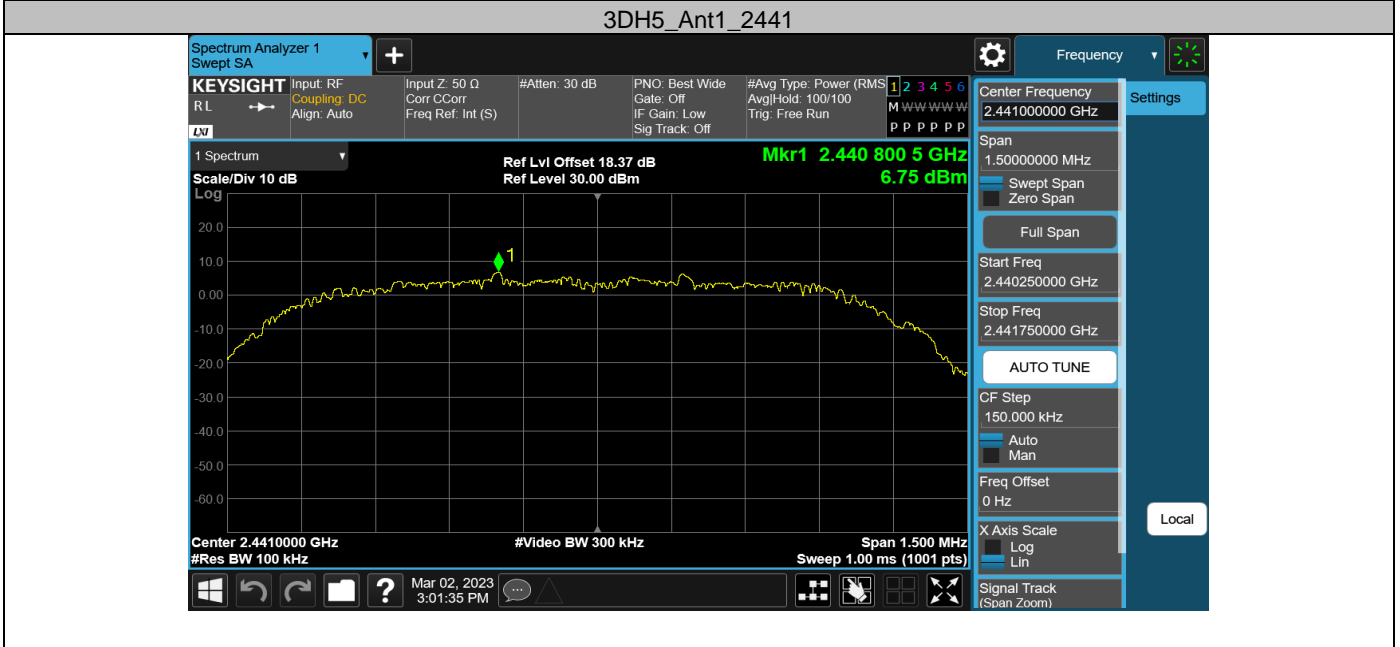 3DH5_Ant1_2441
Spectrum Analyzer 1
Swept SA
Frequency
KEYSIGHT
R L
LXI
Input: RF
Coupling: DC
Align: Auto
Input Z: 50 Ω
Corr CCorr
Freq Ref: Int (S)
#Atten: 30 dB
PNO: Best Wide
Gate: Off
IF Gain: Low
Sig Track: Off
#Avg Type: Power (RMS
Avg|Hold: 100/100
Trig: Free Run
1 2 3 4 5 6
M W W W W W
P P P P P P
1 Spectrum
Scale/Div 10 dB
Ref Lvl Offset 18.37 dB
Ref Level 30.00 dBm
Mkr1 2.440 800 5 GHz
6.75 dBm
Log
20.0
10.0
0.00
-10.0
-20.0
-30.0
-40.0
-50.0
-60.0
1
Center 2.4410000 GHz
#Res BW 100 kHz
#Video BW 300 kHz
Span 1.500 MHz
Sweep 1.00 ms (1001 pts)
Mar 02, 2023
3:01:35 PM
Center Frequency
2.441000000 GHz
Settings
Span
1.50000000 MHz
Swept Span
Zero Span
Full Span
Start Freq
2.440250000 GHz
Stop Freq
2.441750000 GHz
AUTO TUNE
CF Step
150.000 kHz
Auto
Man
Freq Offset
0 Hz
X Axis Scale
Log
Lin
Signal Track
(Span Zoom)
Local